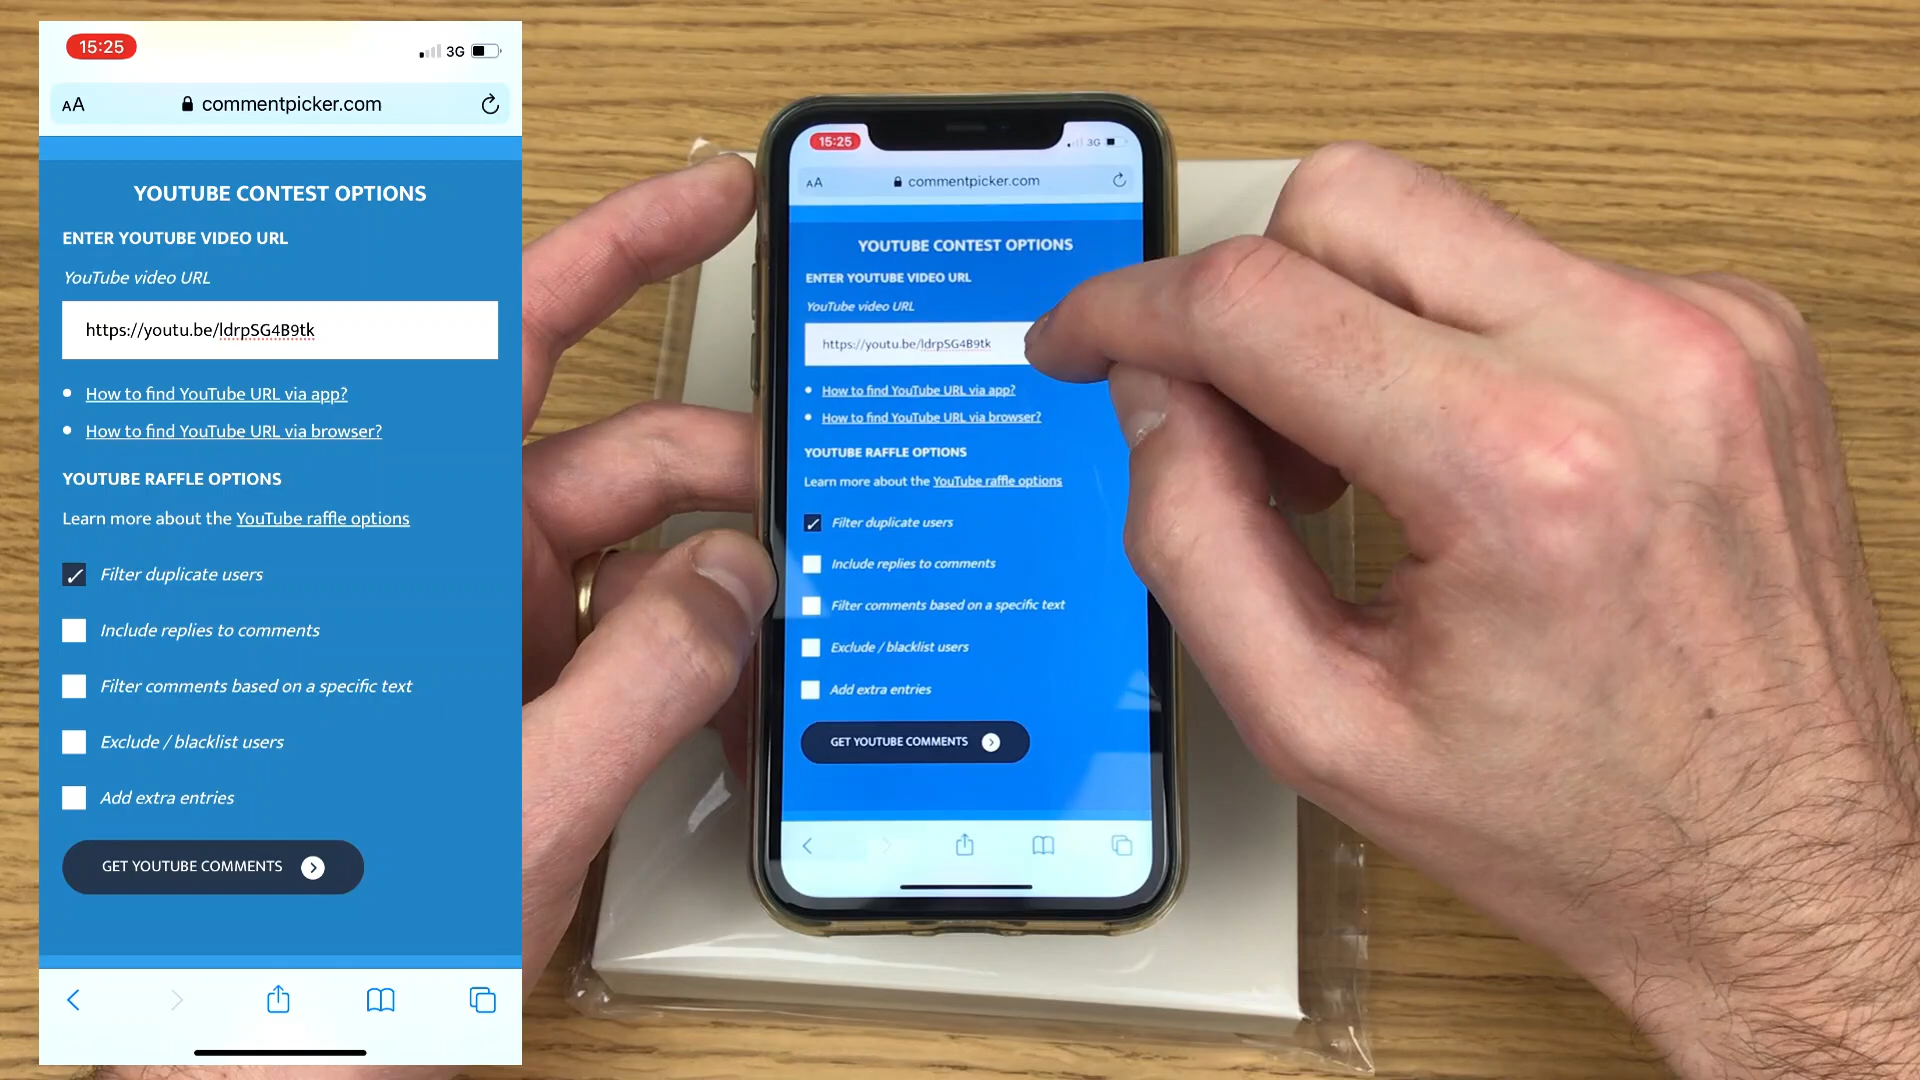 15:25
3G
AA commentpicker.com
YOUTUBE CONTEST OPTIONS
ENTER YOUTUBE VIDEO URL
YouTube video URL
https://youtu.be/ldrpSG4B9tk
How to find YouTube URL via app?
How to find YouTube URL via browser?
YOUTUBE RAFFLE OPTIONS
Learn more about the YouTube raffle options
Filter duplicate users
Include replies to comments
Filter comments based on a specific text
Exclude / blacklist users
Add extra entries
GET YOUTUBE COMMENTS
15:25
3G
AA commentpicker.com
YOUTUBE CONTEST OPTIONS
ENTER YOUTUBE VIDEO URL
YouTube video URL
https://youtu.be/ldrpSG4B9tk
How to find YouTube URL via app?
How to find YouTube URL via browser?
YOUTUBE RAFFLE OPTIONS
Learn more about the YouTube raffle options
Filter duplicate users
Include replies to comments
Filter comments based on a specific text
Exclude / blacklist users
Add extra entries
GET YOUTUBE COMMENTS